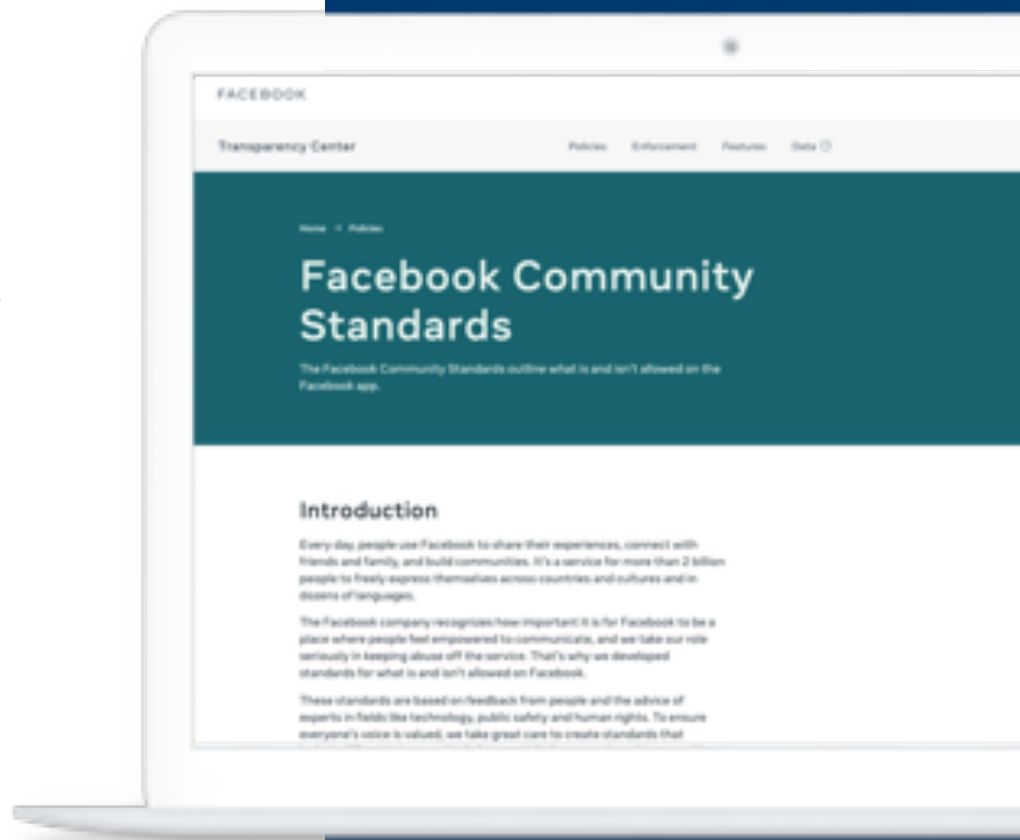 FACEBOOK
Transparency Center
Policies Enforcement Features Data
Home Policies
Facebook Community
Standards
The Facebook Community Standards outline what is and isn't allowed on the
Facebook app.
Introduction
Every day, people use Facebook to share their experiences, connect with
friends and family, and build communities. It's a service for more than 2 billion
people to freely express themselves across countries and cultures and in
dozens of languages.
The Facebook company recognizes how important it is for Facebook to be a
place where people feel empowered to communicate, and we take our role
seriously in keeping abuse off the service. That's why we developed
standards for what is and isn't allowed on Facebook.
These standards are based on feedback from people and the advice of
experts in fields like technology, public safety and human rights. To ensure
everyone's voice is valued, we take great care to create standards that